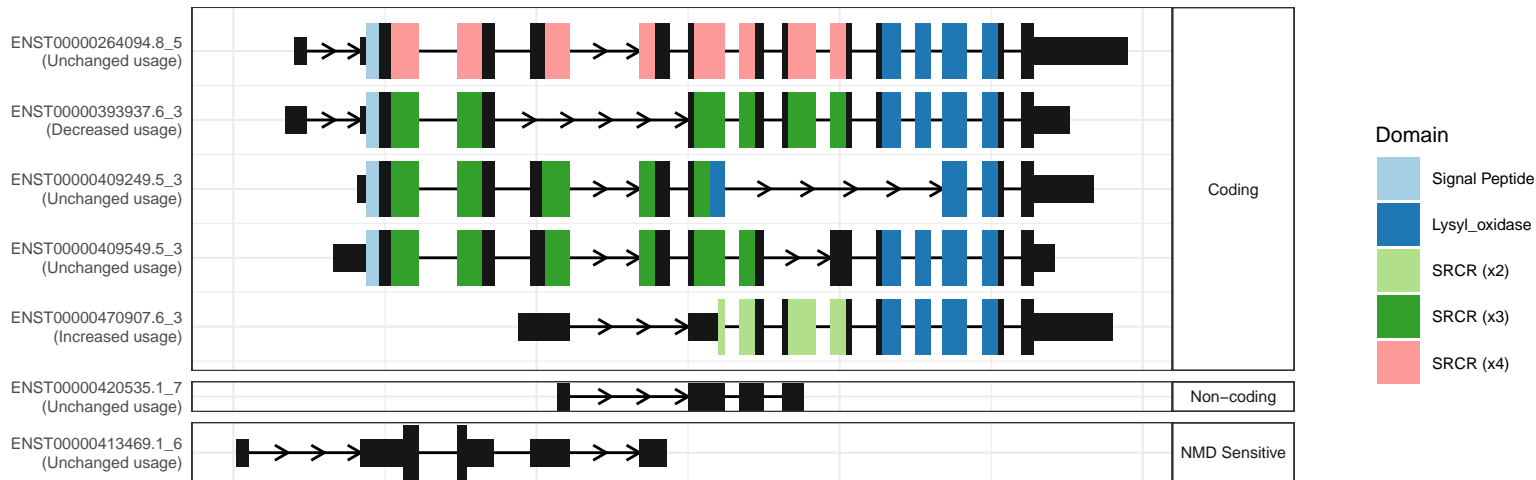 ENST00000264094.8_5
(Unchanged usage)
ENST00000393937.6_3
(Decreased usage)
ENST00000409249.5_3
(Unchanged usage)
ENST00000409549.5_3
(Unchanged usage)
ENST00000470907.6_3
(Increased usage)
ENST00000420535.1_7
(Unchanged usage)
ENST00000413469.1_6
(Unchanged usage)
Coding
Non−coding
NMD Sensitive
Domain
Signal Peptide
Lysyl_oxidase
SRCR (x2)
SRCR (x3)
SRCR (x4)